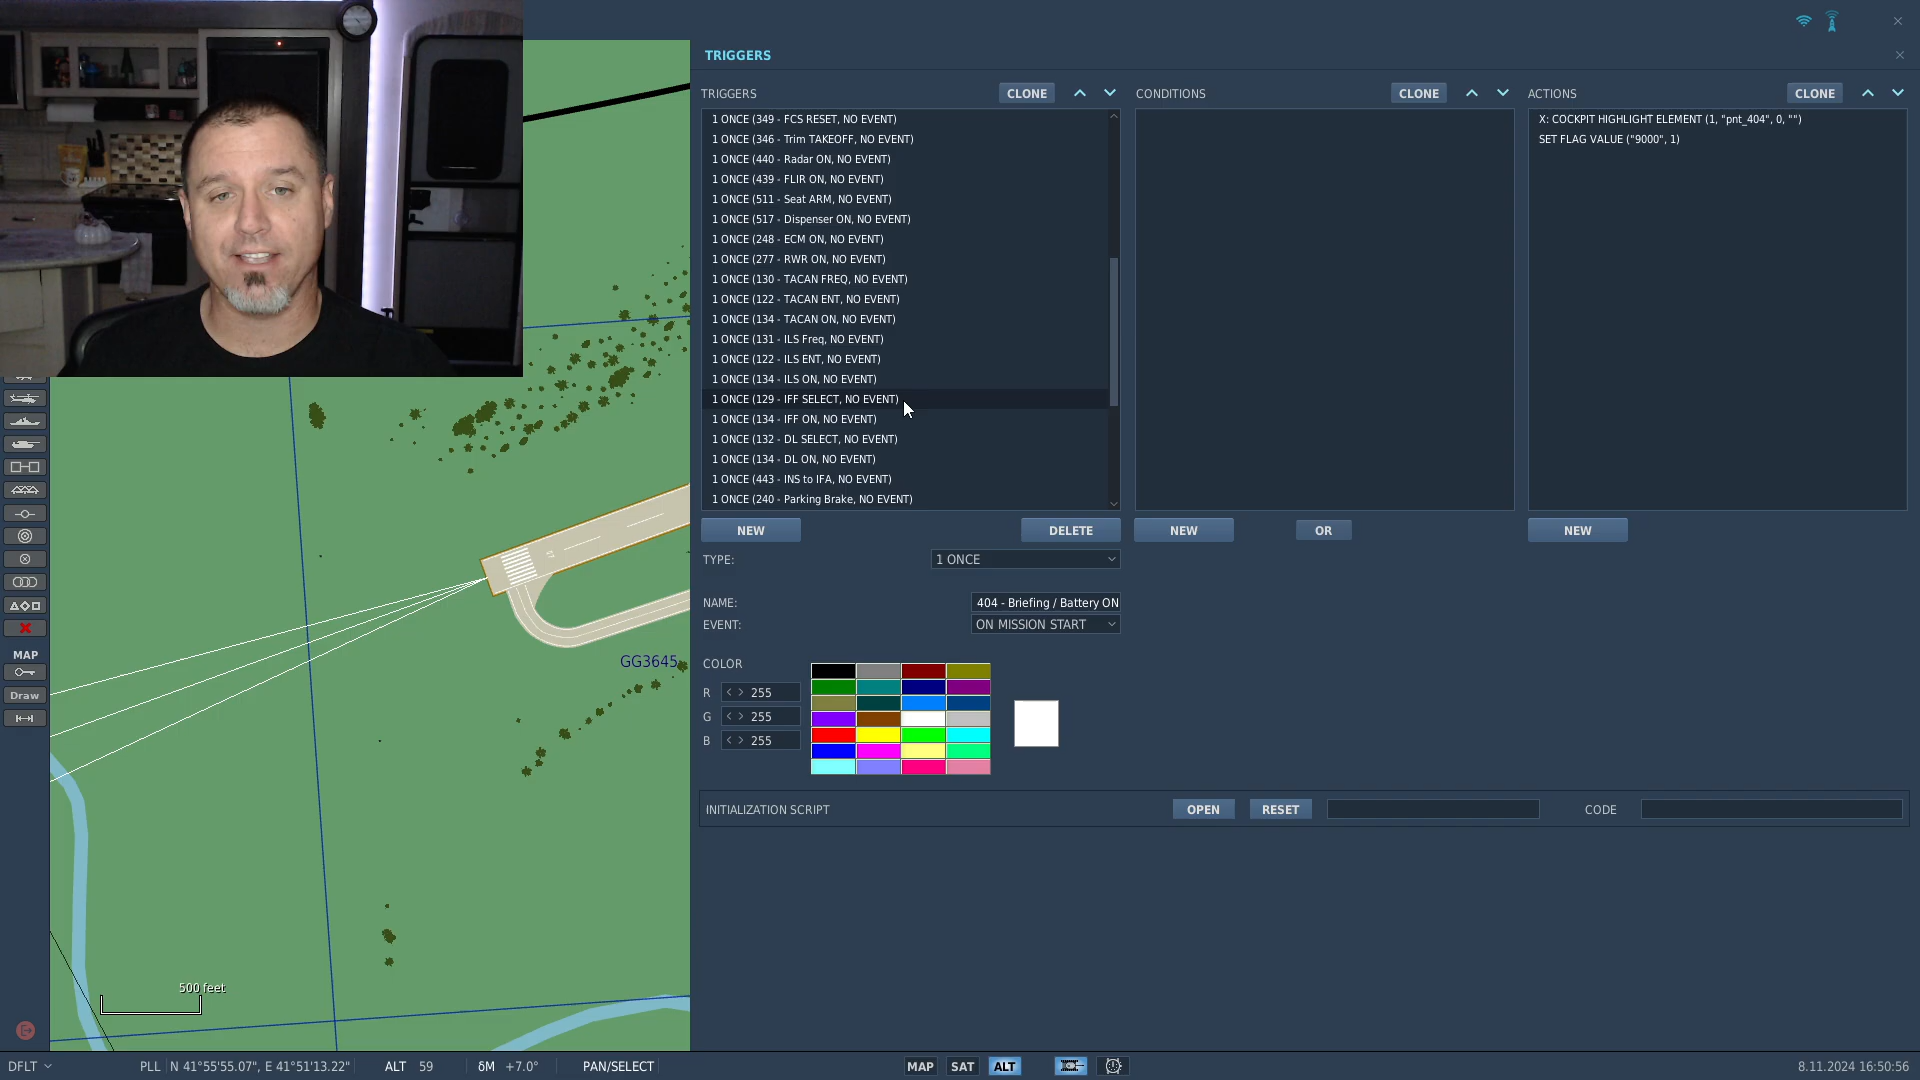 TRIGGERS
TRIGGERS
CLONE
1 ONCE (349 - FCS RESET, NO EVENT)
1 ONCE (346 - Trim TAKEOFF, NO EVENT)
1 ONCE (440 - Radar ON, NO EVENT)
1 ONCE (439 - FLIR ON, NO EVENT)
1 ONCE (511 - Seat ARM, NO EVENT)
1 ONCE (517 - Dispenser ON, NO EVENT)
1 ONCE (248 - ECM ON, NO EVENT)
1 ONCE (277 - RWR ON, NO EVENT)
1 ONCE (130 - TACAN FREQ, NO EVENT)
1 ONCE (122 - TACAN ENT, NO EVENT)
1 ONCE (134 - TACAN ON, NO EVENT)
1 ONCE (131 - ILS Freq, NO EVENT)
1 ONCE (122 - ILS ENT, NO EVENT)
1 ONCE (134 - ILS ON, NO EVENT)
1 ONCE (129 - IFF SELECT, NO EVENT)
1 ONCE (134 - IFF ON, NO EVENT)
1 ONCE (132 - DL SELECT, NO EVENT)
1 ONCE (134 - DL ON, NO EVENT)
1 ONCE (443 - INS to IFA, NO EVENT)
1 ONCE (240 - Parking Brake, NO EVENT)
NEW
DELETE
CONDITIONS
CLONE
NEW
OR
ACTIONS
CLONE
X: COCKPIT HIGHLIGHT ELEMENT (1, "pnt_404", 0, "")
SET FLAG VALUE ("9000", 1)
NEW
TYPE:
1 ONCE
NAME:
404 - Briefing / Battery ON
EVENT:
ON MISSION START
COLOR
R
< > 255
G
< > 255
B
< > 255
INITIALIZATION SCRIPT
OPEN
RESET
CODE
MAP
Draw
GG3645
500 feet
DFLT
PLL
N 41°55'55.07", E 41°51'13.22"
ALT 59
δM +7.0°
PAN/SELECT
MAP
SAT
ALT
8.11.2024 16:50:56